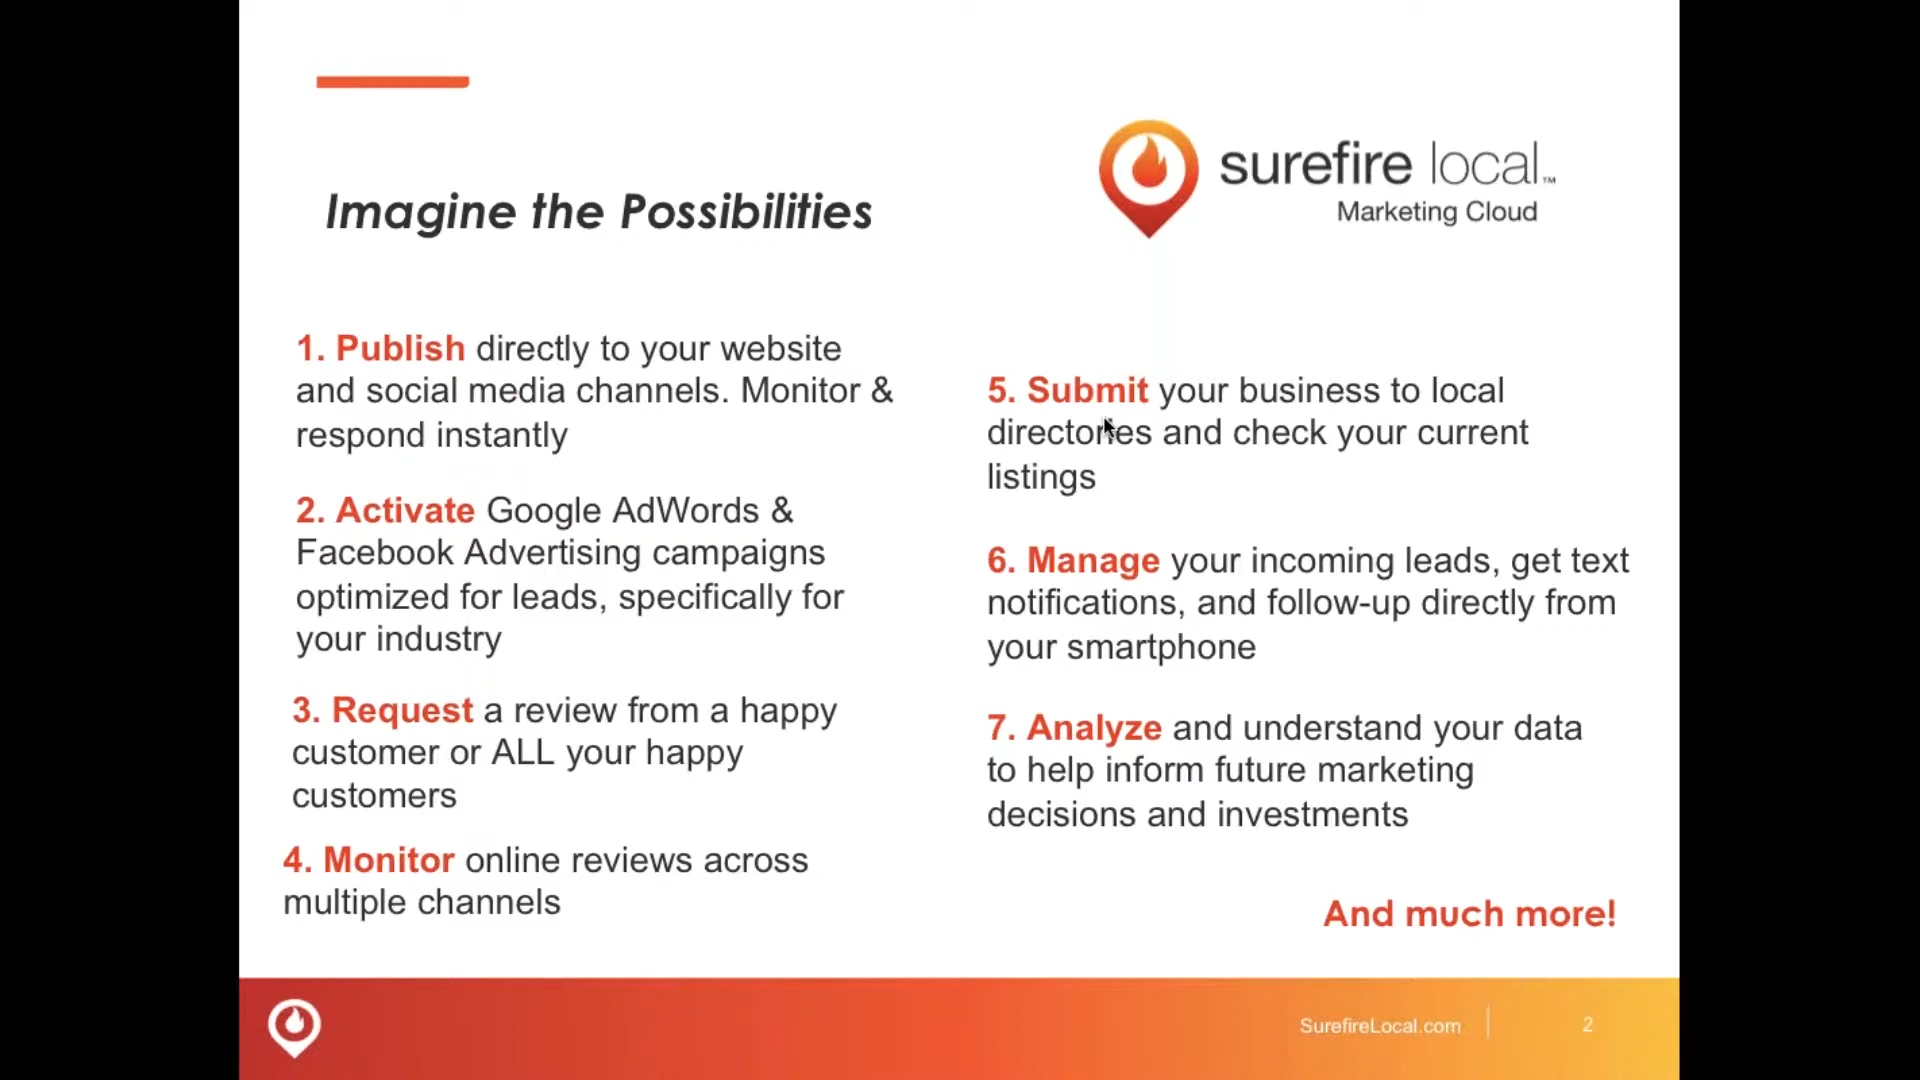 Imagine the Possibilities
surefire local™
Marketing Cloud
1. Publish directly to your website
and social media channels. Monitor &
respond instantly
2. Activate Google AdWords &
Facebook Advertising campaigns
optimized for leads, specifically for
your industry
3. Request a review from a happy
customer or ALL your happy
customers
4. Monitor online reviews across
multiple channels
5. Submit your business to local
directories and check your current
listings
6. Manage your incoming leads, get text
notifications, and follow-up directly from
your smartphone
7. Analyze and understand your data
to help inform future marketing
decisions and investments
And much more!
SurefireLocal.com
2